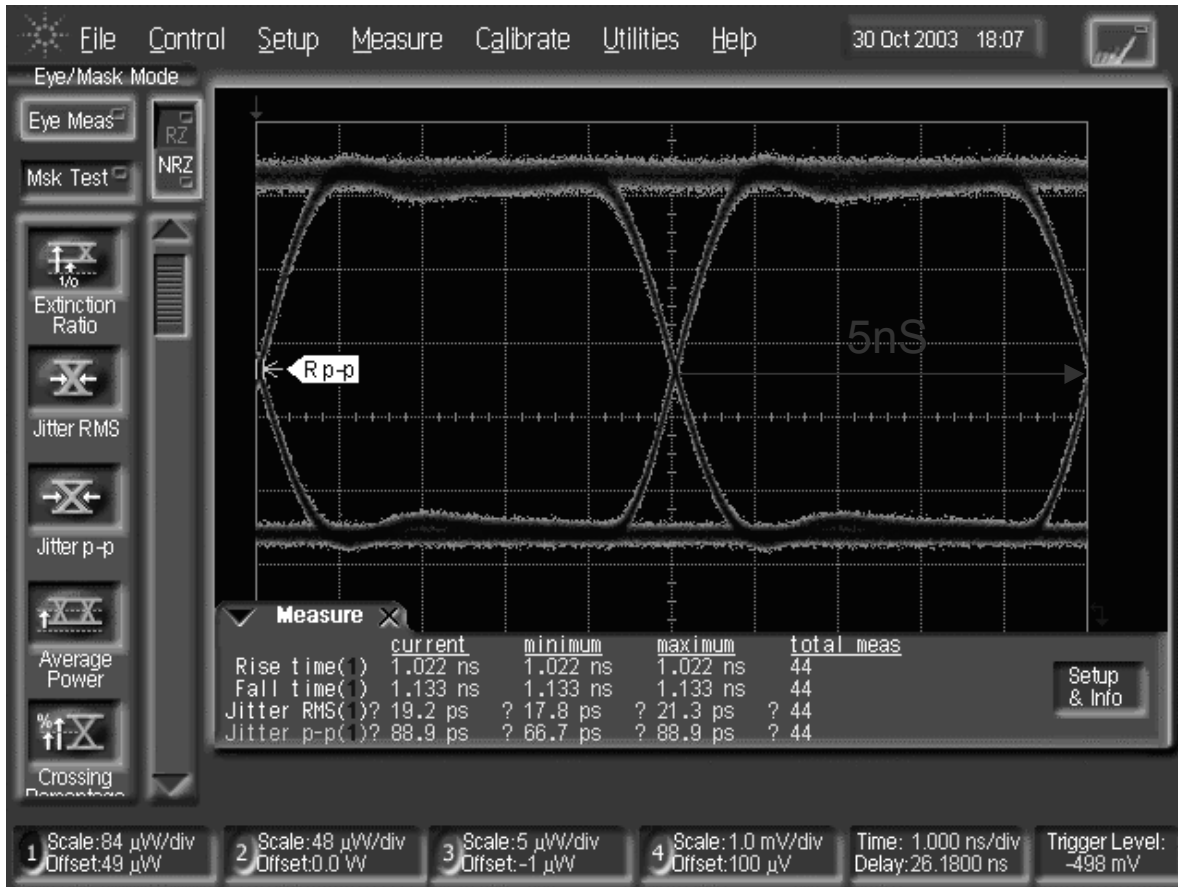 File Control Setup Measure Calibrate Utilities Help 30 Oct 2003 18:07
Eye/Mask Mode
Eye Meas
RZ
NRZ
Msk Test
1/0
Extinction
Ratio
Jitter RMS
Jitter p-p
Average
Power
%
Crossing
R p-p
5nS
Measure
current minimum maximum total meas
Rise time(1) 1.022 ns 1.022 ns 1.022 ns 44
Fall time(1) 1.133 ns 1.133 ns 1.133 ns 44
Jitter RMS(1)? 19.2 ps ? 17.8 ps ? 21.3 ps ? 44
Jitter p-p(1)? 88.9 ps ? 66.7 ps ? 88.9 ps ? 44
Setup
& Info
1 Scale:84 µW/div
Offset:49 µW
2 Scale:48 µW/div
Offset:0.0 W
3 Scale:5 µW/div
Offset:-1 µW
4 Scale:1.0 mV/div
Offset:100 µV
Time: 1.000 ns/div
Delay:26.1800 ns
Trigger Level:
-498 mV